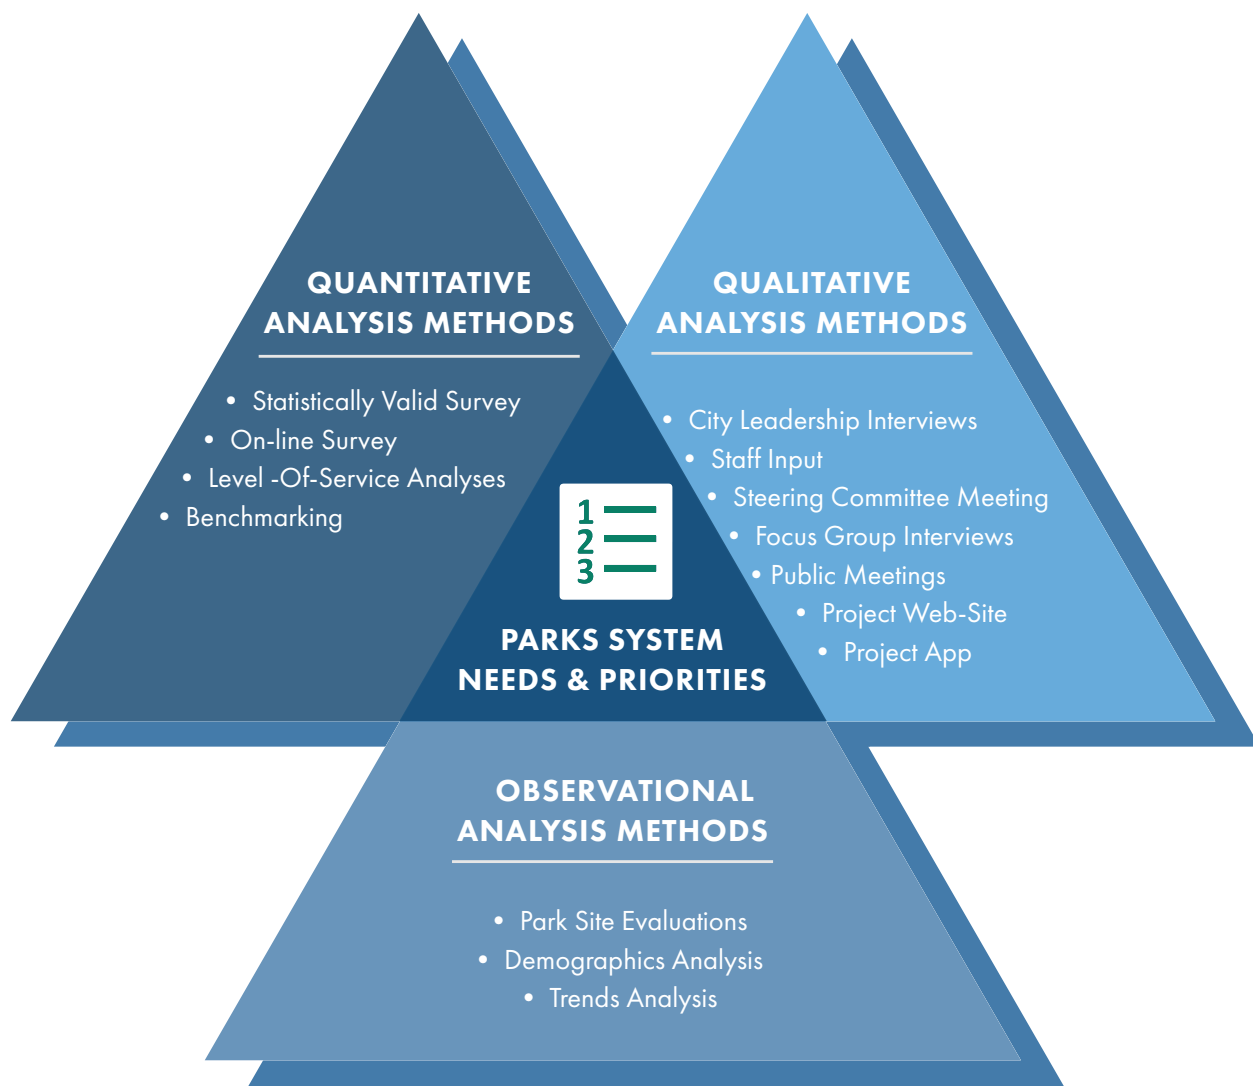 QUANTITATIVE
ANALYSIS METHODS
• Statistically Valid Survey
• On-line Survey
• Level -Of-Service Analyses
• Benchmarking
QUALITATIVE
ANALYSIS METHODS
• City Leadership Interviews
• Staff Input
• Steering Committee Meeting
• Focus Group Interviews
• Public Meetings
• Project Web-Site
• Project App
1
2
3
PARKS SYSTEM
NEEDS & PRIORITIES
OBSERVATIONAL
ANALYSIS METHODS
• Park Site Evaluations
• Demographics Analysis
• Trends Analysis